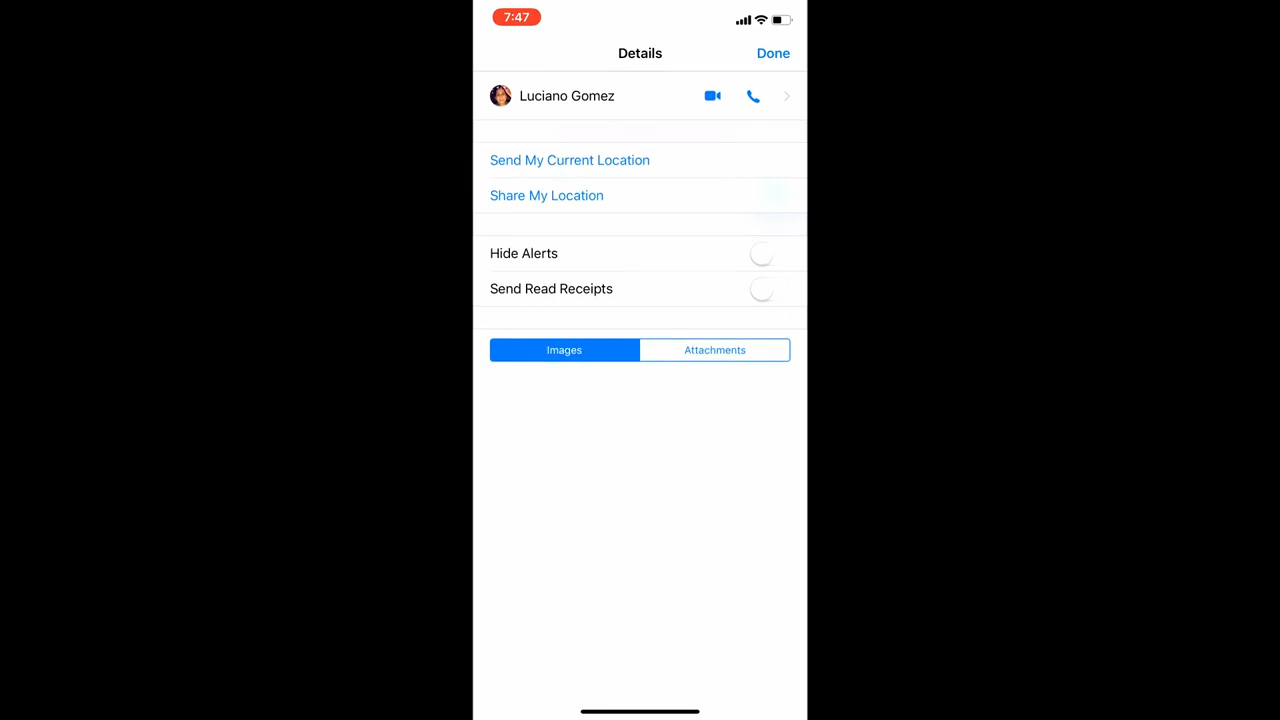 7:47
Details
Done
Luciano Gomez
Send My Current Location
Share My Location
Hide Alerts
Send Read Receipts
Images
Attachments